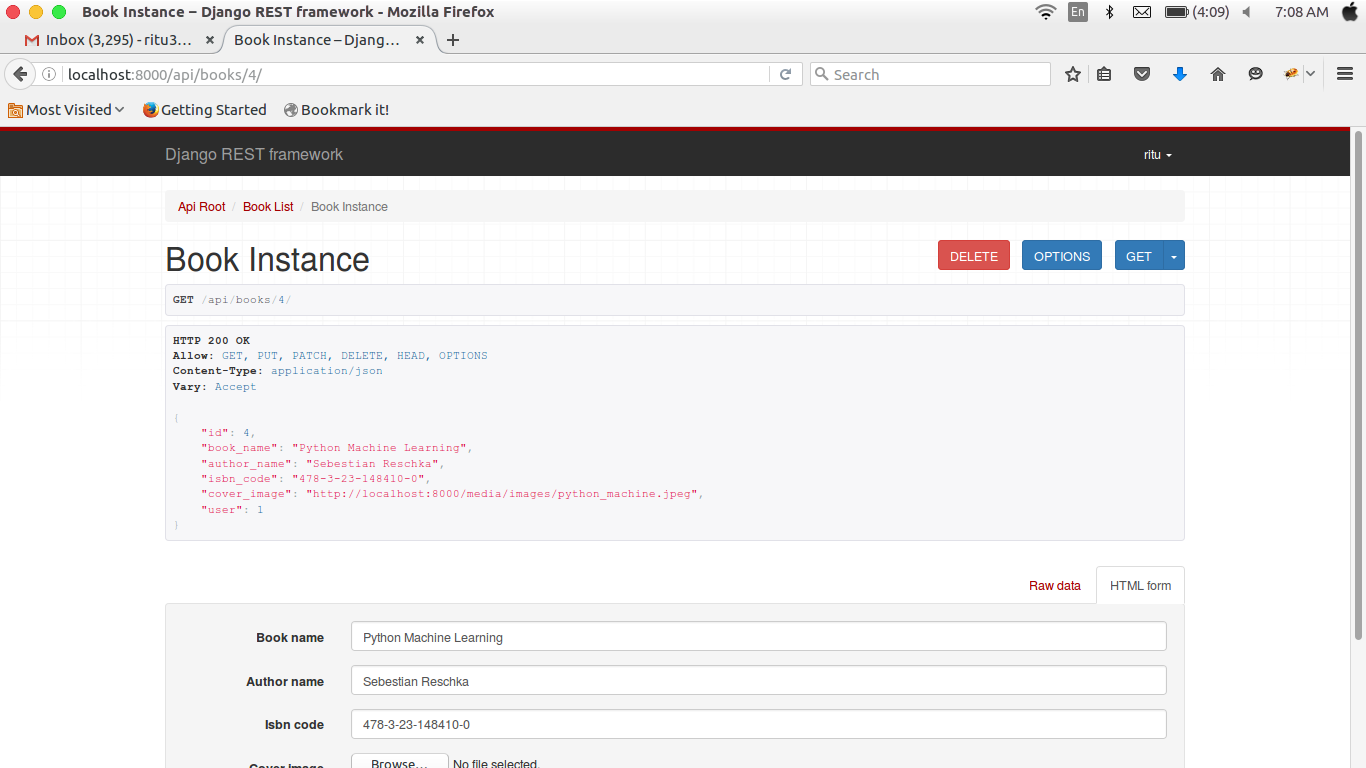 Book Instance – Django REST framework - Mozilla Firefox
En
(4:09)
7:08 AM
Inbox (3,295) - ritu3...
Book Instance – Djang...
localhost:8000/api/books/4/
Search
Most Visited
Getting Started
Bookmark it!
Django REST framework
ritu
Api Root / Book List / Book Instance
Book Instance
DELETE
OPTIONS
GET
GET /api/books/4/
HTTP 200 OK
Allow: GET, PUT, PATCH, DELETE, HEAD, OPTIONS
Content-Type: application/json
Vary: Accept
{
"id": 4,
"book_name": "Python Machine Learning",
"author_name": "Sebestian Reschka",
"isbn_code": "478-3-23-148410-0",
"cover_image": "http://localhost:8000/media/images/python_machine.jpeg",
"user": 1
}
Raw data
HTML form
Book name
Python Machine Learning
Author name
Sebestian Reschka
Isbn code
478-3-23-148410-0
Cover image
Browse...
No file selected.